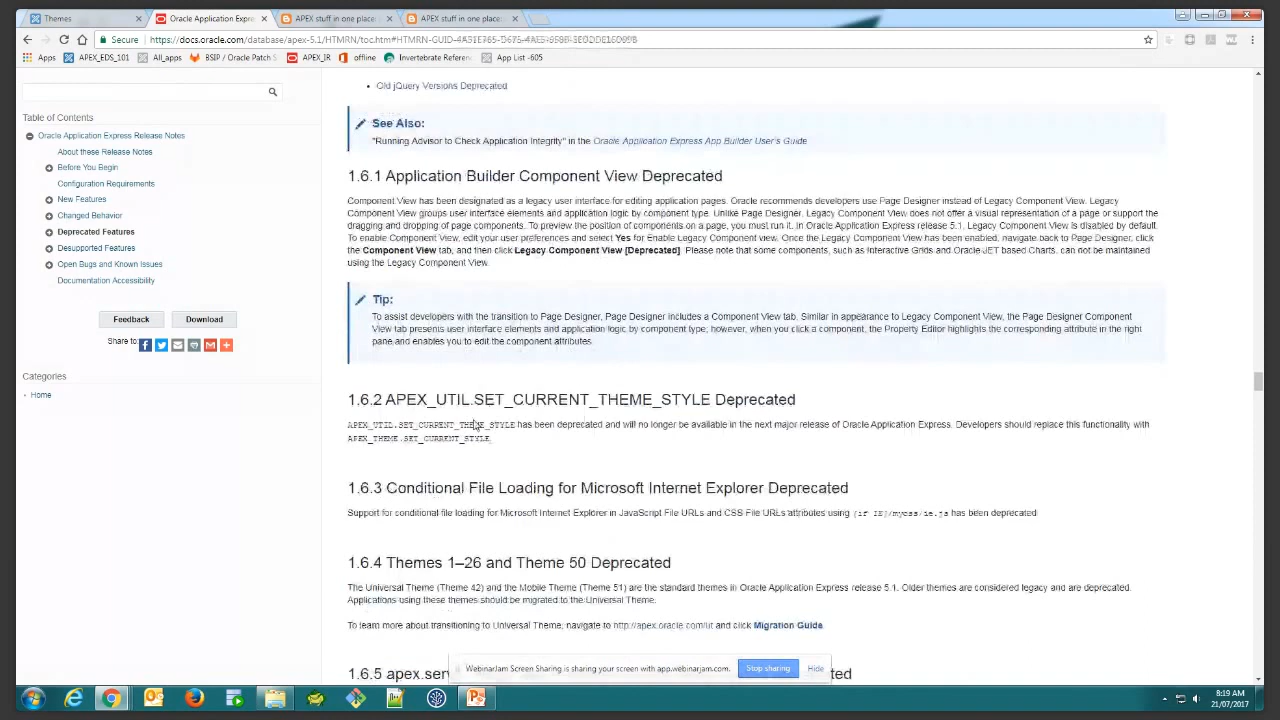 Themes
Oracle Application Expre
APEX stuff in one place:
APEX stuff in one place:
Secure
Apps
APEX_EDS_101
All_apps
BSIP / Oracle Patch S
APEX_IR
offline
Invertebrate Referen
App List -605
Table of Contents
Oracle Application Express Release Notes
About these Release Notes
Before You Begin
Configuration Requirements
New Features
Changed Behavior
Deprecated Features
Desupported Features
Open Bugs and Known Issues
Documentation Accessibility
Feedback
Download
Share to:
Categories
Home
Old jQuery Versions Deprecated
See Also:
"Running Advisor to Check Application Integrity" in the Oracle Application Express App Builder User's Guide
1.6.1 Application Builder Component View Deprecated
Component View has been designated as a legacy user interface for editing application pages. Oracle recommends developers use Page Designer instead of Legacy Component View. Legacy
Component View groups user interface elements and application logic by component type. Unlike Page Designer, Legacy Component View does not offer a visual representation of a page or support the
dragging and dropping of page components. To preview the position of components on a page, you must run it. In Oracle Application Express release 5.1, Legacy Component View is disabled by default.
To enable Component View, edit your user preferences and select Yes for Enable Legacy Component view. Once the Legacy Component View has been enabled, navigate back to Page Designer, click
the Component View tab, and then click Legacy Component View [Deprecated]. Please note that some components, such as Interactive Grids and Oracle JET based Charts, can not be maintained
using the Legacy Component View.
Tip:
To assist developers with the transition to Page Designer, Page Designer includes a Component View tab. Similar in appearance to Legacy Component View, the Page Designer Component
View tab presents user interface elements and application logic by component type; however, when you click a component, the Property Editor highlights the corresponding attribute in the right
pane and enables you to edit the component attributes.
1.6.2 APEX_UTIL.SET_CURRENT_THEME_STYLE Deprecated
APEX_UTIL.SET_CURRENT_THEME_STYLE has been deprecated and will no longer be available in the next major release of Oracle Application Express. Developers should replace this functionality with
APEX_THEME.SET_CURRENT_STYLE.
1.6.3 Conditional File Loading for Microsoft Internet Explorer Deprecated
Support for conditional file loading for Microsoft Internet Explorer in JavaScript File URLs and CSS File URLs attributes using [if IE]/mycss/ie.js has been deprecated
1.6.4 Themes 1–26 and Theme 50 Deprecated
The Universal Theme (Theme 42) and the Mobile Theme (Theme 51) are the standard themes in Oracle Application Express release 5.1. Older themes are considered legacy and are deprecated.
Applications using these themes should be migrated to the Universal Theme.
To learn more about transitioning to Universal Theme, navigate to http://apex.oracle.com/ut and click Migration Guide.
1.6.5 apex.ser
WebinarJam Screen Sharing is sharing your screen with app.webinarjam.com.
Stop sharing
Hide
8:19 AM
21/07/2017